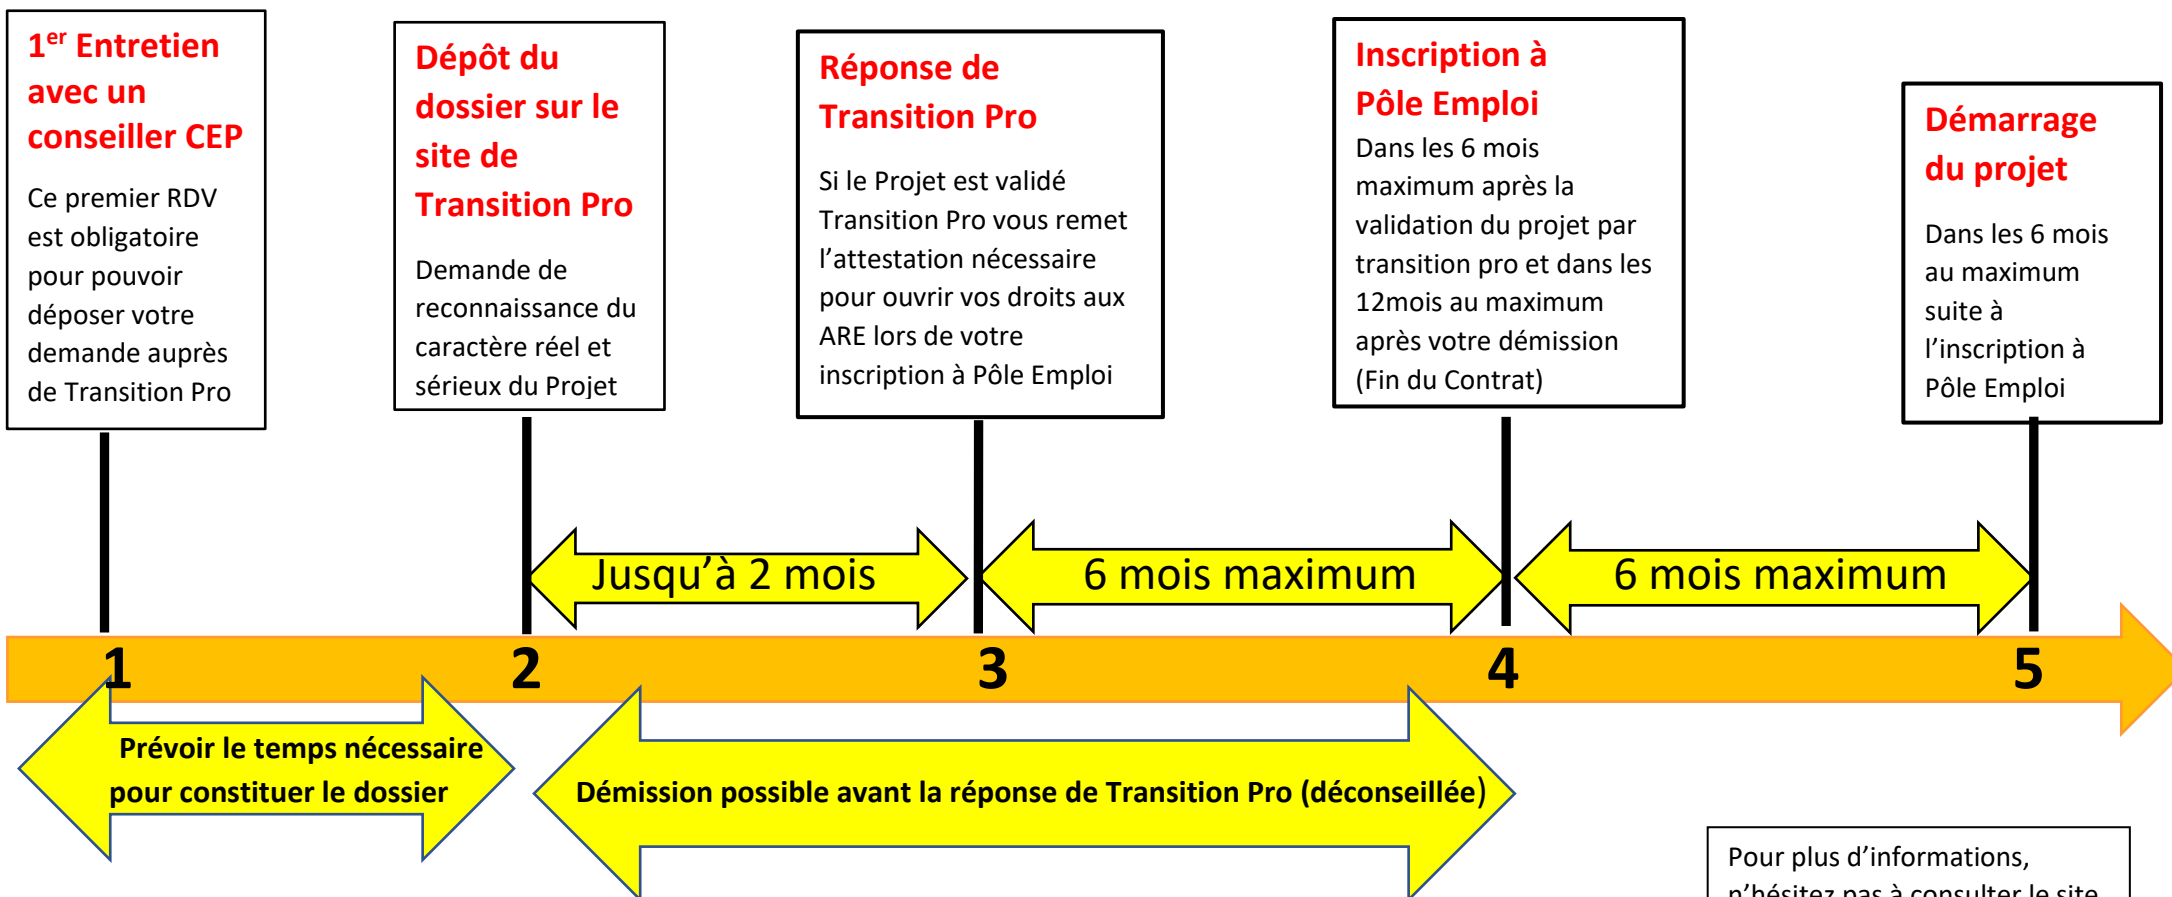 1er Entretien
avec un
conseiller CEP
Ce premier RDV
est obligatoire
pour pouvoir
déposer votre
demande auprès
de Transition Pro
Dépôt du
dossier sur le
site de
Transition Pro
Demande de
reconnaissance du
caractère réel et
sérieux du Projet
Réponse de
Transition Pro
Si le Projet est validé
Transition Pro vous remet
l’attestation nécessaire
pour ouvrir vos droits aux
ARE lors de votre
inscription à Pôle Emploi
Inscription à
Pôle Emploi
Dans les 6 mois
maximum après la
validation du projet par
transition pro et dans les
12mois au maximum
après votre démission
(Fin du Contrat)
Démarrage
du projet
Dans les 6 mois
au maximum
suite à
l’inscription à
Pôle Emploi
Jusqu’à 2 mois
6 mois maximum
6 mois maximum
1
2
3
4
5
Prévoir le temps nécessaire
pour constituer le dossier
Démission possible avant la réponse de Transition Pro (déconseillée)
Pour plus d’informations,
n’hésitez pas à consulter le site